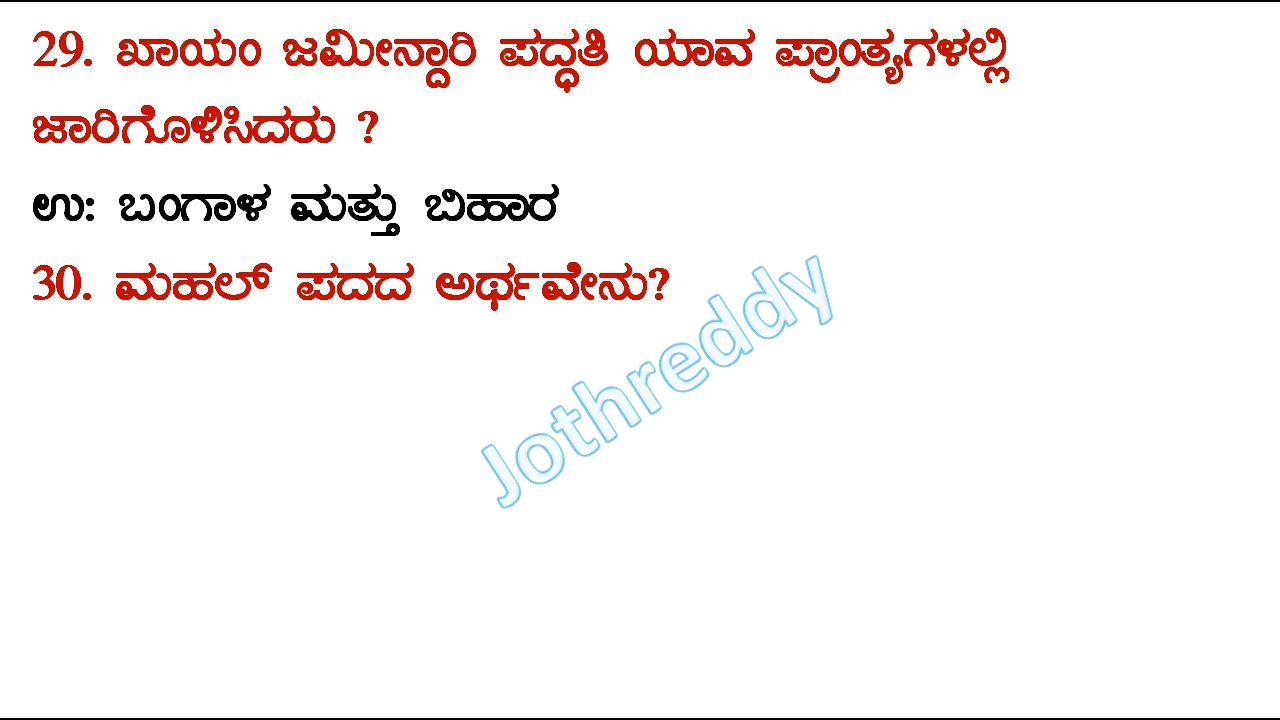 29. ಖಾಯಂ ಜಮೀನ್ದಾರಿ ಪದ್ಧತಿ ಯಾವ ಪ್ರಾಂತ್ಯಗಳಲ್ಲಿ
ಜಾರಿಗೊಳಿಸಿದರು ?
ಉ: ಬಂಗಾಳ ಮತ್ತು ಬಿಹಾರ
30. ಮಹಲ್ ಪದದ ಅರ್ಥವೇನು?
Jothreddy